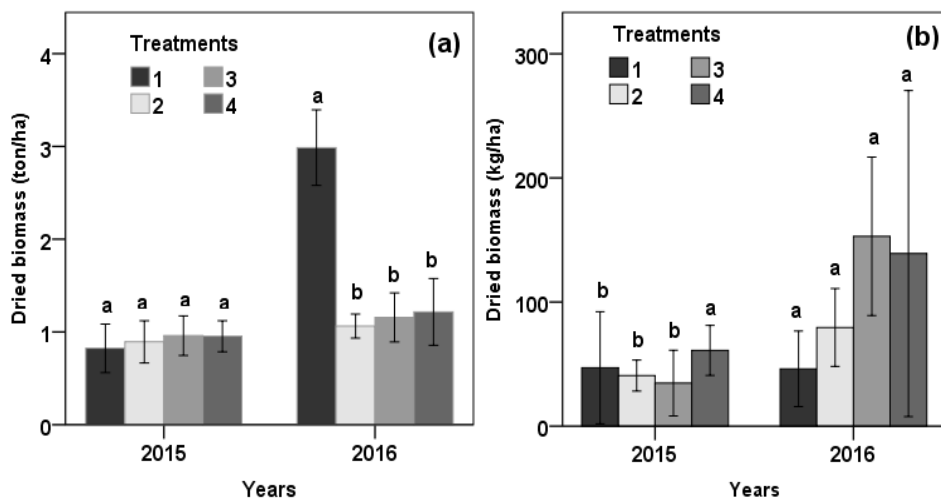 Treatments
1 3
2 4
(a)
Dried biomass (ton/ha)
4
3
2
1
0
a a a a
a b b b
2015 2016
Years
Treatments
1 3
2 4
(b)
Dried biomass (kg/ha)
300
200
100
0
b b b a
a a a a
2015 2016
Years